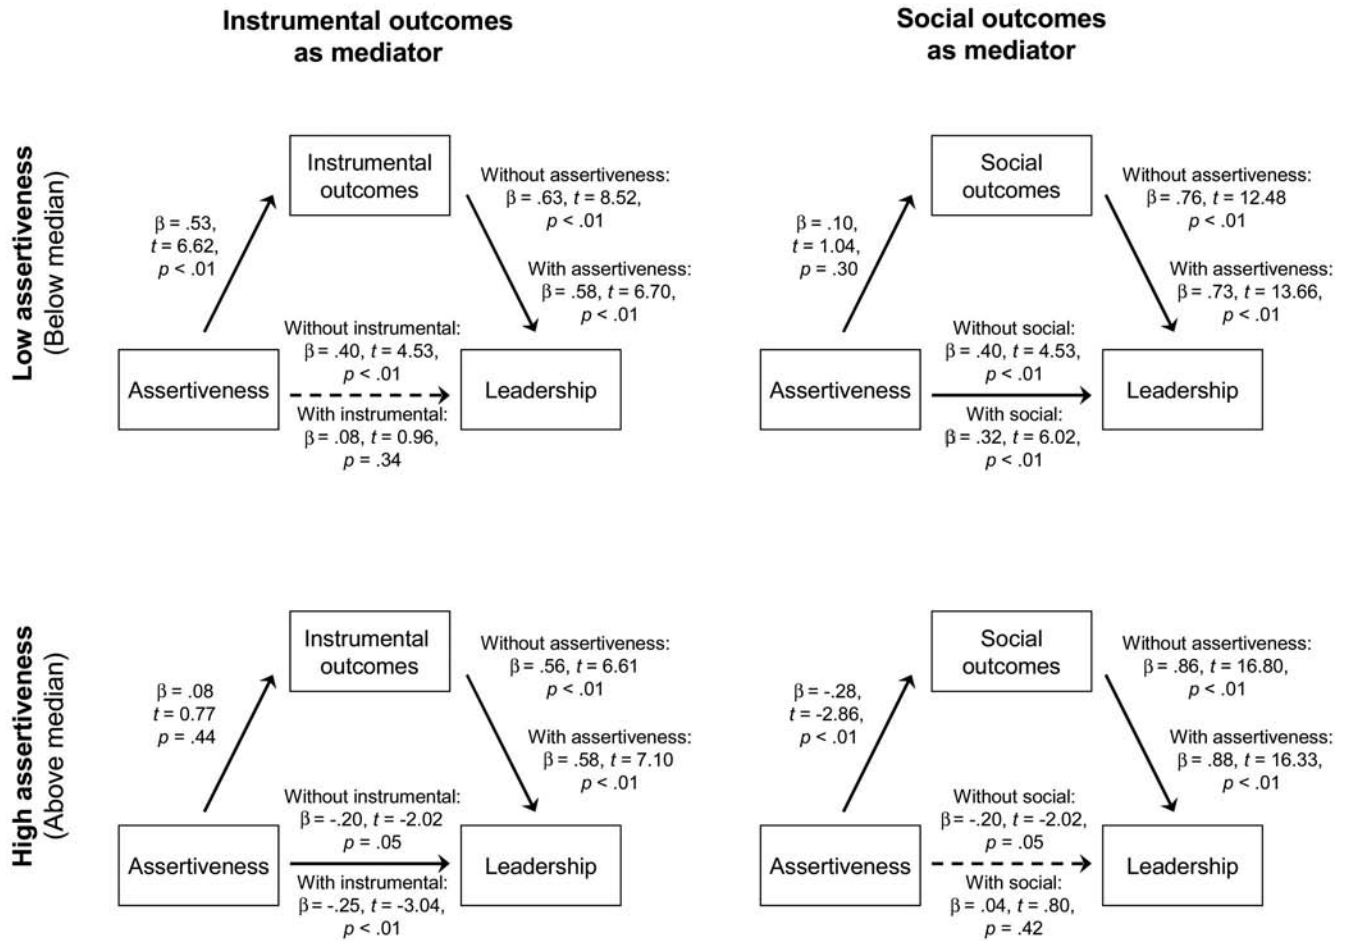 Instrumental outcomes
as mediator
Social outcomes
as mediator
Low assertiveness
(Below median)
Instrumental
outcomes
Without assertiveness:
β = .63, t = 8.52,
p < .01
β = .53,
t = 6.62,
p < .01
With assertiveness:
β = .58, t = 6.70,
p < .01
Without instrumental:
β = .40, t = 4.53,
p < .01
Assertiveness
Leadership
With instrumental:
β = .08, t = 0.96,
p = .34
Social
outcomes
Without assertiveness:
β = .76, t = 12.48
p < .01
β = .10,
t = 1.04,
p = .30
With assertiveness:
β = .73, t = 13.66,
p < .01
Without social:
β = .40, t = 4.53,
p < .01
Assertiveness
Leadership
With social:
β = .32, t = 6.02,
p < .01
High assertiveness
(Above median)
Instrumental
outcomes
Without assertiveness:
β = .56, t = 6.61
p < .01
β = .08
t = 0.77
p = .44
With assertiveness:
β = .58, t = 7.10
p < .01
Without instrumental:
β = -.20, t = -2.02
p = .05
Assertiveness
Leadership
With instrumental:
β = -.25, t = -3.04,
p < .01
Social
outcomes
Without assertiveness:
β = .86, t = 16.80,
p < .01
β = -.28,
t = -2.86,
p < .01
With assertiveness:
β = .88, t = 16.33,
p < .01
Without social:
β = -.20, t = -2.02,
p = .05
Assertiveness
Leadership
With social:
β = .04, t = .80,
p = .42